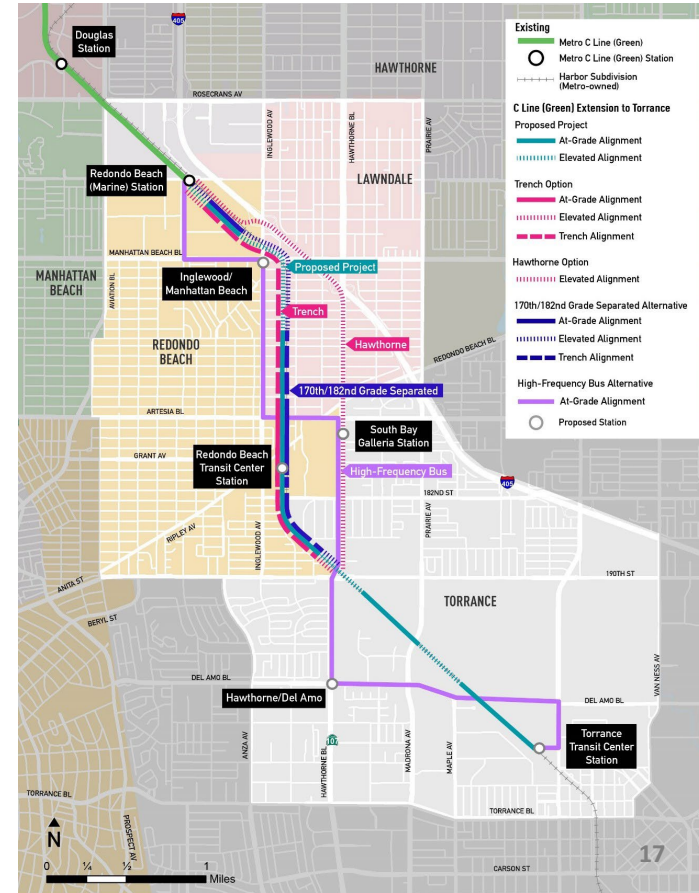 405
Douglas
Station
HAWTHORNE
ROSECRANS AV
INGLEWOOD AV
HAWTHORNE BL
PRAIRIE AV
LAWNDALE
Redondo Beach
(Marine) Station
MANHATTAN BEACH BL
Inglewood/
Manhattan Beach
Proposed Project
MANHATTAN
BEACH
AVIATION BL
Trench
REDONDO
BEACH
Hawthorne
REDONDO BEACH BL
170th/182nd Grade Separated
ARTESIA BL
South Bay
Galleria Station
GRANT AV
Redondo Beach
Transit Center
Station
High-Frequency Bus
405
182ND ST
PRAIRIE AV
RIPLEY AV
INGLEWOOD AV
190TH ST
ANITA ST
TORRANCE
BERYL ST
VAN NESS AV
DEL AMO BL
Hawthorne/Del Amo
DEL AMO BL
Torrance
Transit Center
Station
107
ANZA AV
HAWTHORNE BL
MADRONA AV
MAPLE AV
TORRANCE BL
TORRANCE BL
PROSPECT AV
N
0 ¼ ½ 1
Miles
CARSON ST
17
Existing
Metro C Line (Green)
Metro C Line (Green) Station
Harbor Subdivision
(Metro-owned)
C Line (Green) Extension to Torrance
Proposed Project
At-Grade Alignment
Elevated Alignment
Trench Option
At-Grade Alignment
Elevated Alignment
Trench Alignment
Hawthorne Option
Elevated Alignment
170th/182nd Grade Separated Alternative
At-Grade Alignment
Elevated Alignment
Trench Alignment
High-Frequency Bus Alternative
At-Grade Alignment
Proposed Station